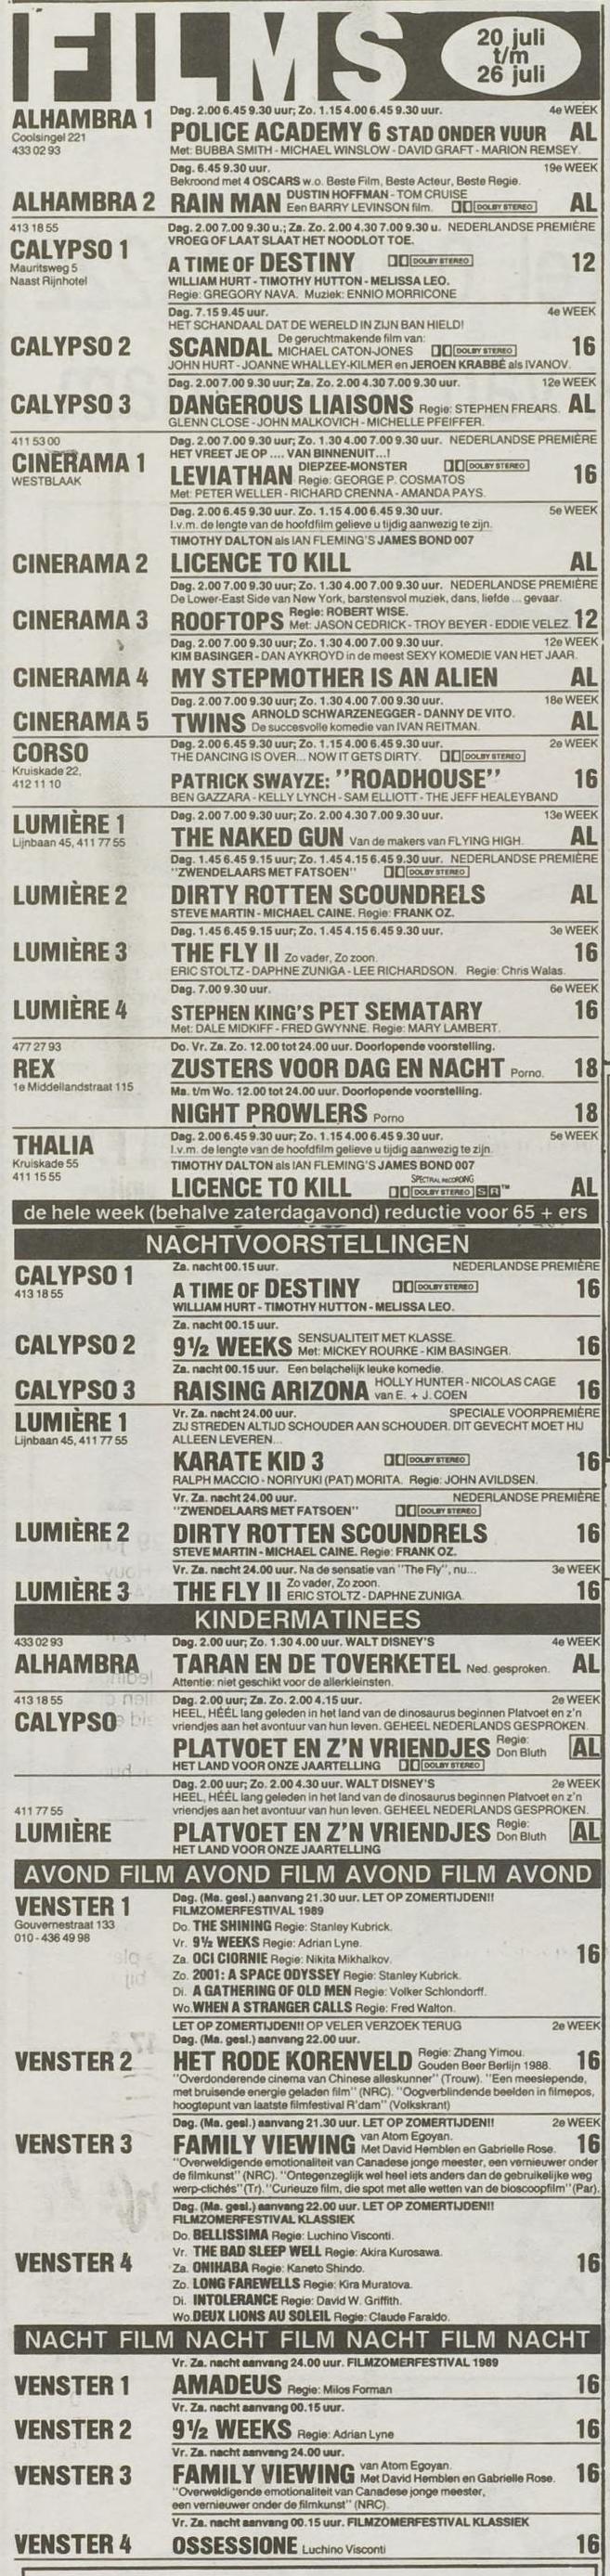 FILMS
20 juli
t/m
26 juli
ALHAMBRA 1
Coolsingel 221
433 02 93
Dag. 2.00 6.45 9.30 uur; Zo. 1.15 4.00 6.45 9.30 uur. 4e WEEK
POLICE ACADEMY 6 STAD ONDER VUUR AL
Met: BUBBA SMITH - MICHAEL WINSLOW - DAVID GRAFT - MARION REMSEY.
Dag. 6.45 9.30 uur. 19e WEEK
Bekroond met 4 OSCARS w.o. Beste Film, Beste Acteur, Beste Regie.
ALHAMBRA 2 RAIN MAN DUSTIN HOFFMAN - TOM CRUISE
Een BARRY LEVINSON film. DOLBY STEREO AL
413 18 55
CALYPSO 1
Mauritsweg 5
Naast Rijnhotel
Dag. 2.00 7.00 9.30 u.; Za. Zo. 2.00 4.30 7.00 9.30 u. NEDERLANDSE PREMIÈRE
VROEG OF LAAT SLAAT HET NOODLOT TOE.
A TIME OF DESTINY DOLBY STEREO 12
WILLIAM HURT - TIMOTHY HUTTON - MELISSA LEO.
Regie: GREGORY NAVA. Muziek: ENNIO MORRICONE
Dag. 7.15 9.45 uur. 4e WEEK
HET SCHANDAAL DAT DE WERELD IN ZIJN BAN HIELD!
CALYPSO 2 SCANDAL De geruchtmakende film van:
MICHAEL CATON-JONES DOLBY STEREO 16
JOHN HURT - JOANNE WHALLEY-KILMER en JEROEN KRABBÉ als IVANOV.
Dag. 2.00 7.00 9.30 uur; Za. Zo. 2.00 4.30 7.00 9.30 uur. 12e WEEK
CALYPSO 3 DANGEROUS LIAISONS Regie: STEPHEN FREARS. AL
GLENN CLOSE - JOHN MALKOVICH - MICHELLE PFEIFFER.
411 53 00
CINERAMA 1
WESTBLAAK
Dag. 2.00 7.00 9.30 uur; Zo. 1.30 4.00 7.00 9.30 uur. NEDERLANDSE PREMIÈRE
HET VREET JE OP .... VAN BINNENUIT...!
LEVIATHAN DIEPZEE-MONSTER DOLBY STEREO
Regie: GEORGE P. COSMATOS 16
Met: PETER WELLER - RICHARD CRENNA - AMANDA PAYS.
Dag. 2.00 6.45 9.30 uur. Zo. 1.15 4.00 6.45 9.30 uur. 5e WEEK
I.v.m. de lengte van de hoofdfilm gelieve u tijdig aanwezig te zijn.
TIMOTHY DALTON als IAN FLEMING'S JAMES BOND 007
CINERAMA 2 LICENCE TO KILL AL
Dag. 2.00 7.00 9.30 uur; Zo. 1.30 4.00 7.00 9.30 uur. NEDERLANDSE PREMIÈRE
De Lower-East Side van New York, barstensvol muziek, dans, liefde ... gevaar.
CINERAMA 3 ROOFTOPS Regie: ROBERT WISE.
Met: JASON CEDRICK - TROY BEYER - EDDIE VELEZ. 12
Dag. 2.00 7.00 9.30 uur; Zo. 1.30 4.00 7.00 9.30 uur. 12e WEEK
KIM BASINGER - DAN AYKROYD in de meest SEXY KOMEDIE VAN HET JAAR.
CINERAMA 4 MY STEPMOTHER IS AN ALIEN AL
Dag. 2.00 7.00 9.30 uur; Zo. 1.30 4.00 7.00 9.30 uur. 18e WEEK
CINERAMA 5 TWINS ARNOLD SCHWARZENEGGER - DANNY DE VITO.
De succesvolle komedie van IVAN REITMAN. AL
CORSO
Kruiskade 22,
412 11 10
Dag. 2.00 6.45 9.30 uur; Zo. 1.15 4.00 6.45 9.30 uur. 2e WEEK
THE DANCING IS OVER... NOW IT GETS DIRTY. DOLBY STEREO
PATRICK SWAYZE: "ROADHOUSE" 16
BEN GAZZARA - KELLY LYNCH - SAM ELLIOTT - THE JEFF HEALEYBAND
LUMIÈRE 1
Lijnbaan 45, 411 77 55
Dag. 2.00 7.00 9.30 uur; Zo. 2.00 4.30 7.00 9.30 uur. 13e WEEK
THE NAKED GUN Van de makers van FLYING HIGH. AL
Dag. 1.45 6.45 9.15 uur; Zo. 1.45 4.15 6.45 9.30 uur. NEDERLANDSE PREMIÈRE
"ZWENDELAARS MET FATSOEN" DOLBY STEREO
LUMIÈRE 2 DIRTY ROTTEN SCOUNDRELS AL
STEVE MARTIN - MICHAEL CAINE. Regie: FRANK OZ.
Dag. 1.45 6.45 9.15 uur; Zo. 1.45 4.15 6.45 9.30 uur. 3e WEEK
LUMIÈRE 3 THE FLY II Zo vader, Zo zoon. 16
ERIC STOLTZ - DAPHNE ZUNIGA - LEE RICHARDSON. Regie: Chris Walas.
Dag. 7.00 9.30 uur. 6e WEEK
LUMIÈRE 4 STEPHEN KING'S PET SEMATARY 16
Met: DALE MIDKIFF - FRED GWYNNE. Regie: MARY LAMBERT.
477 27 93
REX
1e Middellandstraat 115
Do. Vr. Za. Zo. 12.00 tot 24.00 uur. Doorlopende voorstelling.
ZUSTERS VOOR DAG EN NACHT Porno. 18
Ma. t/m Wo. 12.00 tot 24.00 uur. Doorlopende voorstelling.
NIGHT PROWLERS Porno 18
THALIA
Kruiskade 55
411 15 55
Dag. 2.00 6.45 9.30 uur; Zo. 1.15 4.00 6.45 9.30 uur. 5e WEEK
I.v.m. de lengte van de hoofdfilm gelieve u tijdig aanwezig te zijn.
TIMOTHY DALTON als IAN FLEMING'S JAMES BOND 007
LICENCE TO KILL SPECTRAL RECORDING DOLBY STEREO SR™ AL
de hele week (behalve zaterdagavond) reductie voor 65 + ers
NACHTVOORSTELLINGEN
CALYPSO 1
413 18 55
Za. nacht 00.15 uur. NEDERLANDSE PREMIÈRE
A TIME OF DESTINY DOLBY STEREO 16
WILLIAM HURT - TIMOTHY HUTTON - MELISSA LEO.
Za. nacht 00.15 uur.
CALYPSO 2 9½ WEEKS SENSUALITEIT MET KLASSE.
Met: MICKEY ROURKE - KIM BASINGER. 16
Za. nacht 00.15 uur. Een belachelijk leuke komedie.
CALYPSO 3 RAISING ARIZONA HOLLY HUNTER - NICOLAS CAGE
van E. + J. COEN 16
LUMIÈRE 1
Lijnbaan 45, 411 77 55
Vr. Za. nacht 24.00 uur. SPECIALE VOORPREMIÈRE
ZIJ STREDEN ALTIJD SCHOUDER AAN SCHOUDER. DIT GEVECHT MOET HIJ
ALLEEN LEVEREN...
KARATE KID 3 DOLBY STEREO 16
RALPH MACCIO - NORIYUKI (PAT) MORITA. Regie: JOHN AVILDSEN.
Vr. Za. nacht 24.00 uur. NEDERLANDSE PREMIÈRE
"ZWENDELAARS MET FATSOEN" DOLBY STEREO
LUMIÈRE 2 DIRTY ROTTEN SCOUNDRELS 16
STEVE MARTIN - MICHAEL CAINE. Regie: FRANK OZ.
Vr. Za. nacht 24.00 uur. Na de sensatie van "The Fly", nu... 3e WEEK
LUMIÈRE 3 THE FLY II Zo vader, Zo zoon.
ERIC STOLTZ - DAPHNE ZUNIGA. 16
KINDERMATINEES
433 02 93
ALHAMBRA
Dag. 2.00 uur; Zo. 1.30 4.00 uur. WALT DISNEY'S 4e WEEK
TARAN EN DE TOVERKETEL Ned. gesproken. AL
Attentie: niet geschikt voor de allerkleinsten.
413 18 55
CALYPSO
Dag. 2.00 uur; Za. Zo. 2.00 4.15 uur. 2e WEEK
HEEL, HÉÉL lang geleden in het land van de dinosaurus beginnen Platvoet en z'n
vriendjes aan het avontuur van hun leven. GEHEEL NEDERLANDS GESPROKEN.
PLATVOET EN Z'N VRIENDJES Regie:
Don Bluth AL
HET LAND VOOR ONZE JAARTELLING DOLBY STEREO
Dag. 2.00 uur; Zo. 2.00 4.30 uur. WALT DISNEY'S 2e WEEK
HEEL, HÉÉL lang geleden in het land van de dinosaurus beginnen Platvoet en z'n
411 77 55 vriendjes aan het avontuur van hun leven. GEHEEL NEDERLANDS GESPROKEN.
LUMIÈRE PLATVOET EN Z'N VRIENDJES Regie:
Don Bluth AL
HET LAND VOOR ONZE JAARTELLING
AVOND FILM AVOND FILM AVOND FILM AVOND
VENSTER 1
Gouvernestraat 133
010 - 436 49 98
Dag. (Ma. gesl.) aanvang 21.30 uur. LET OP ZOMERTIJDEN!!
FILMZOMERFESTIVAL 1989
Do. THE SHINING Regie: Stanley Kubrick.
Vr. 9½ WEEKS Regie: Adrian Lyne.
Za. OCI CIORNIE Regie: Nikita Mikhalkov. 16
Zo. 2001: A SPACE ODYSSEY Regie: Stanley Kubrick.
Di. A GATHERING OF OLD MEN Regie: Volker Schlondorff.
Wo. WHEN A STRANGER CALLS Regie: Fred Walton.
LET OP ZOMERTIJDEN!! OP VELER VERZOEK TERUG 2e WEEK
Dag. (Ma. gesl.) aanvang 22.00 uur.
VENSTER 2 HET RODE KORENVELD Regie: Zhang Yimou.
Gouden Beer Berlijn 1988. 16
"Overdonderende cinema van Chinese alleskunner" (Trouw). "Een meeslepende,
met bruisende energie geladen film" (NRC). "Oogverblindende beelden in filmepos,
hoogtepunt van laatste filmfestival R'dam" (Volkskrant)
Dag. (Ma. gesl.) aanvang 21.30 uur. LET OP ZOMERTIJDEN!! 2e WEEK
VENSTER 3 FAMILY VIEWING van Atom Egoyan.
Met David Hemblen en Gabrielle Rose. 16
"Overweldigende emotionaliteit van Canadese jonge meester, een vernieuwer onder
de filmkunst" (NRC). "Ontegenzeglijk wel heel iets anders dan de gebruikelijke weg
werp-clichés" (Tr). "Curieuze film, die spot met alle wetten van de bioscoopfilm" (Par).
Dag. (Ma. gesl.) aanvang 22.00 uur. LET OP ZOMERTIJDEN!!
FILMZOMERFESTIVAL KLASSIEK
Do. BELLISSIMA Regie: Luchino Visconti.
Vr. THE BAD SLEEP WELL Regie: Akira Kurosawa.
VENSTER 4 Za. ONIHABA Regie: Kaneto Shindo. 16
Zo. LONG FAREWELLS Regie: Kira Muratova.
Di. INTOLERANCE Regie: David W. Griffith.
Wo. DEUX LIONS AU SOLEIL Regie: Claude Faraldo.
NACHT FILM NACHT FILM NACHT FILM NACHT
Vr. Za. nacht aanvang 24.00 uur. FILMZOMERFESTIVAL 1989
VENSTER 1 AMADEUS Regie: Milos Forman 16
Vr. Za. nacht aanvang 00.15 uur.
VENSTER 2 9½ WEEKS Regie: Adrian Lyne 16
Vr. Za. nacht aanvang 24.00 uur.
VENSTER 3 FAMILY VIEWING van Atom Egoyan.
Met David Hemblen en Gabrielle Rose. 16
"Overweldigende emotionaliteit van Canadese jonge meester,
een vernieuwer onder de filmkunst" (NRC).
Vr. Za. nacht aanvang 00.15 uur. FILMZOMERFESTIVAL KLASSIEK
VENSTER 4 OSSESSIONE Luchino Visconti 16